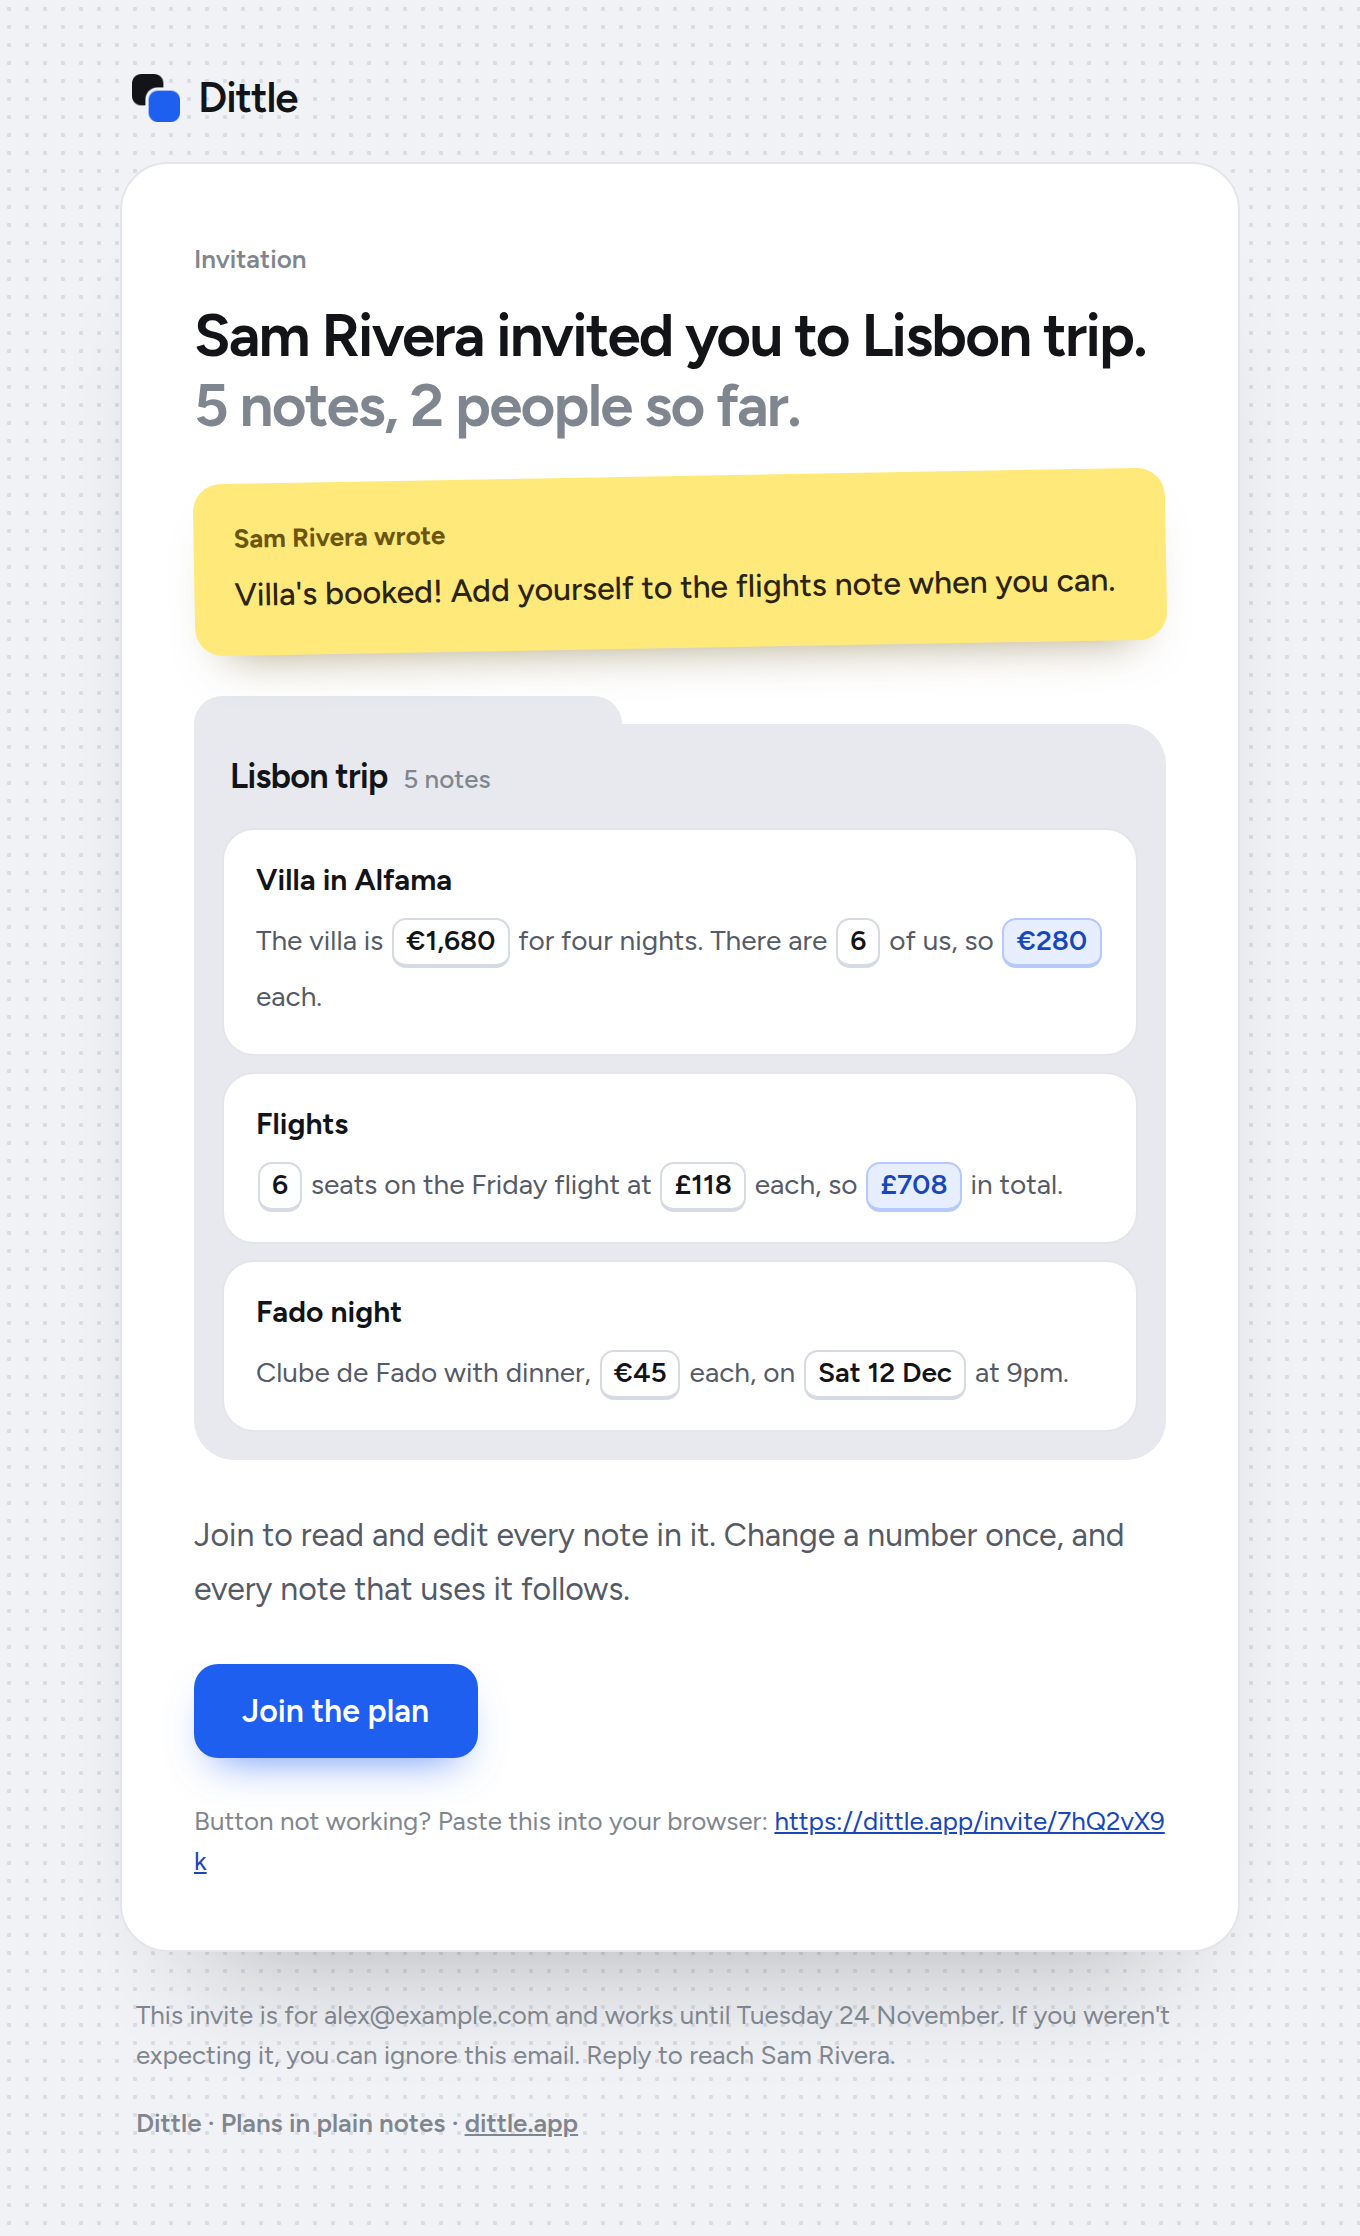 Dittle
Invitation
Sam Rivera invited you to Lisbon trip.
5 notes, 2 people so far.
Sam Rivera wrote
Villa's booked! Add yourself to the flights note when you can.
Lisbon trip 5 notes
Villa in Alfama
The villa is €1,680 for four nights. There are 6 of us, so €280
each.
Flights
6 seats on the Friday flight at £118 each, so £708 in total.
Fado night
Clube de Fado with dinner, €45 each, on Sat 12 Dec at 9pm.
Join to read and edit every note in it. Change a number once, and
every note that uses it follows.
Join the plan
Button not working? Paste this into your browser: https://dittle.app/invite/7hQ2vX9
k
This invite is for alex@example.com and works until Tuesday 24 November. If you weren't
expecting it, you can ignore this email. Reply to reach Sam Rivera.
Dittle · Plans in plain notes · dittle.app